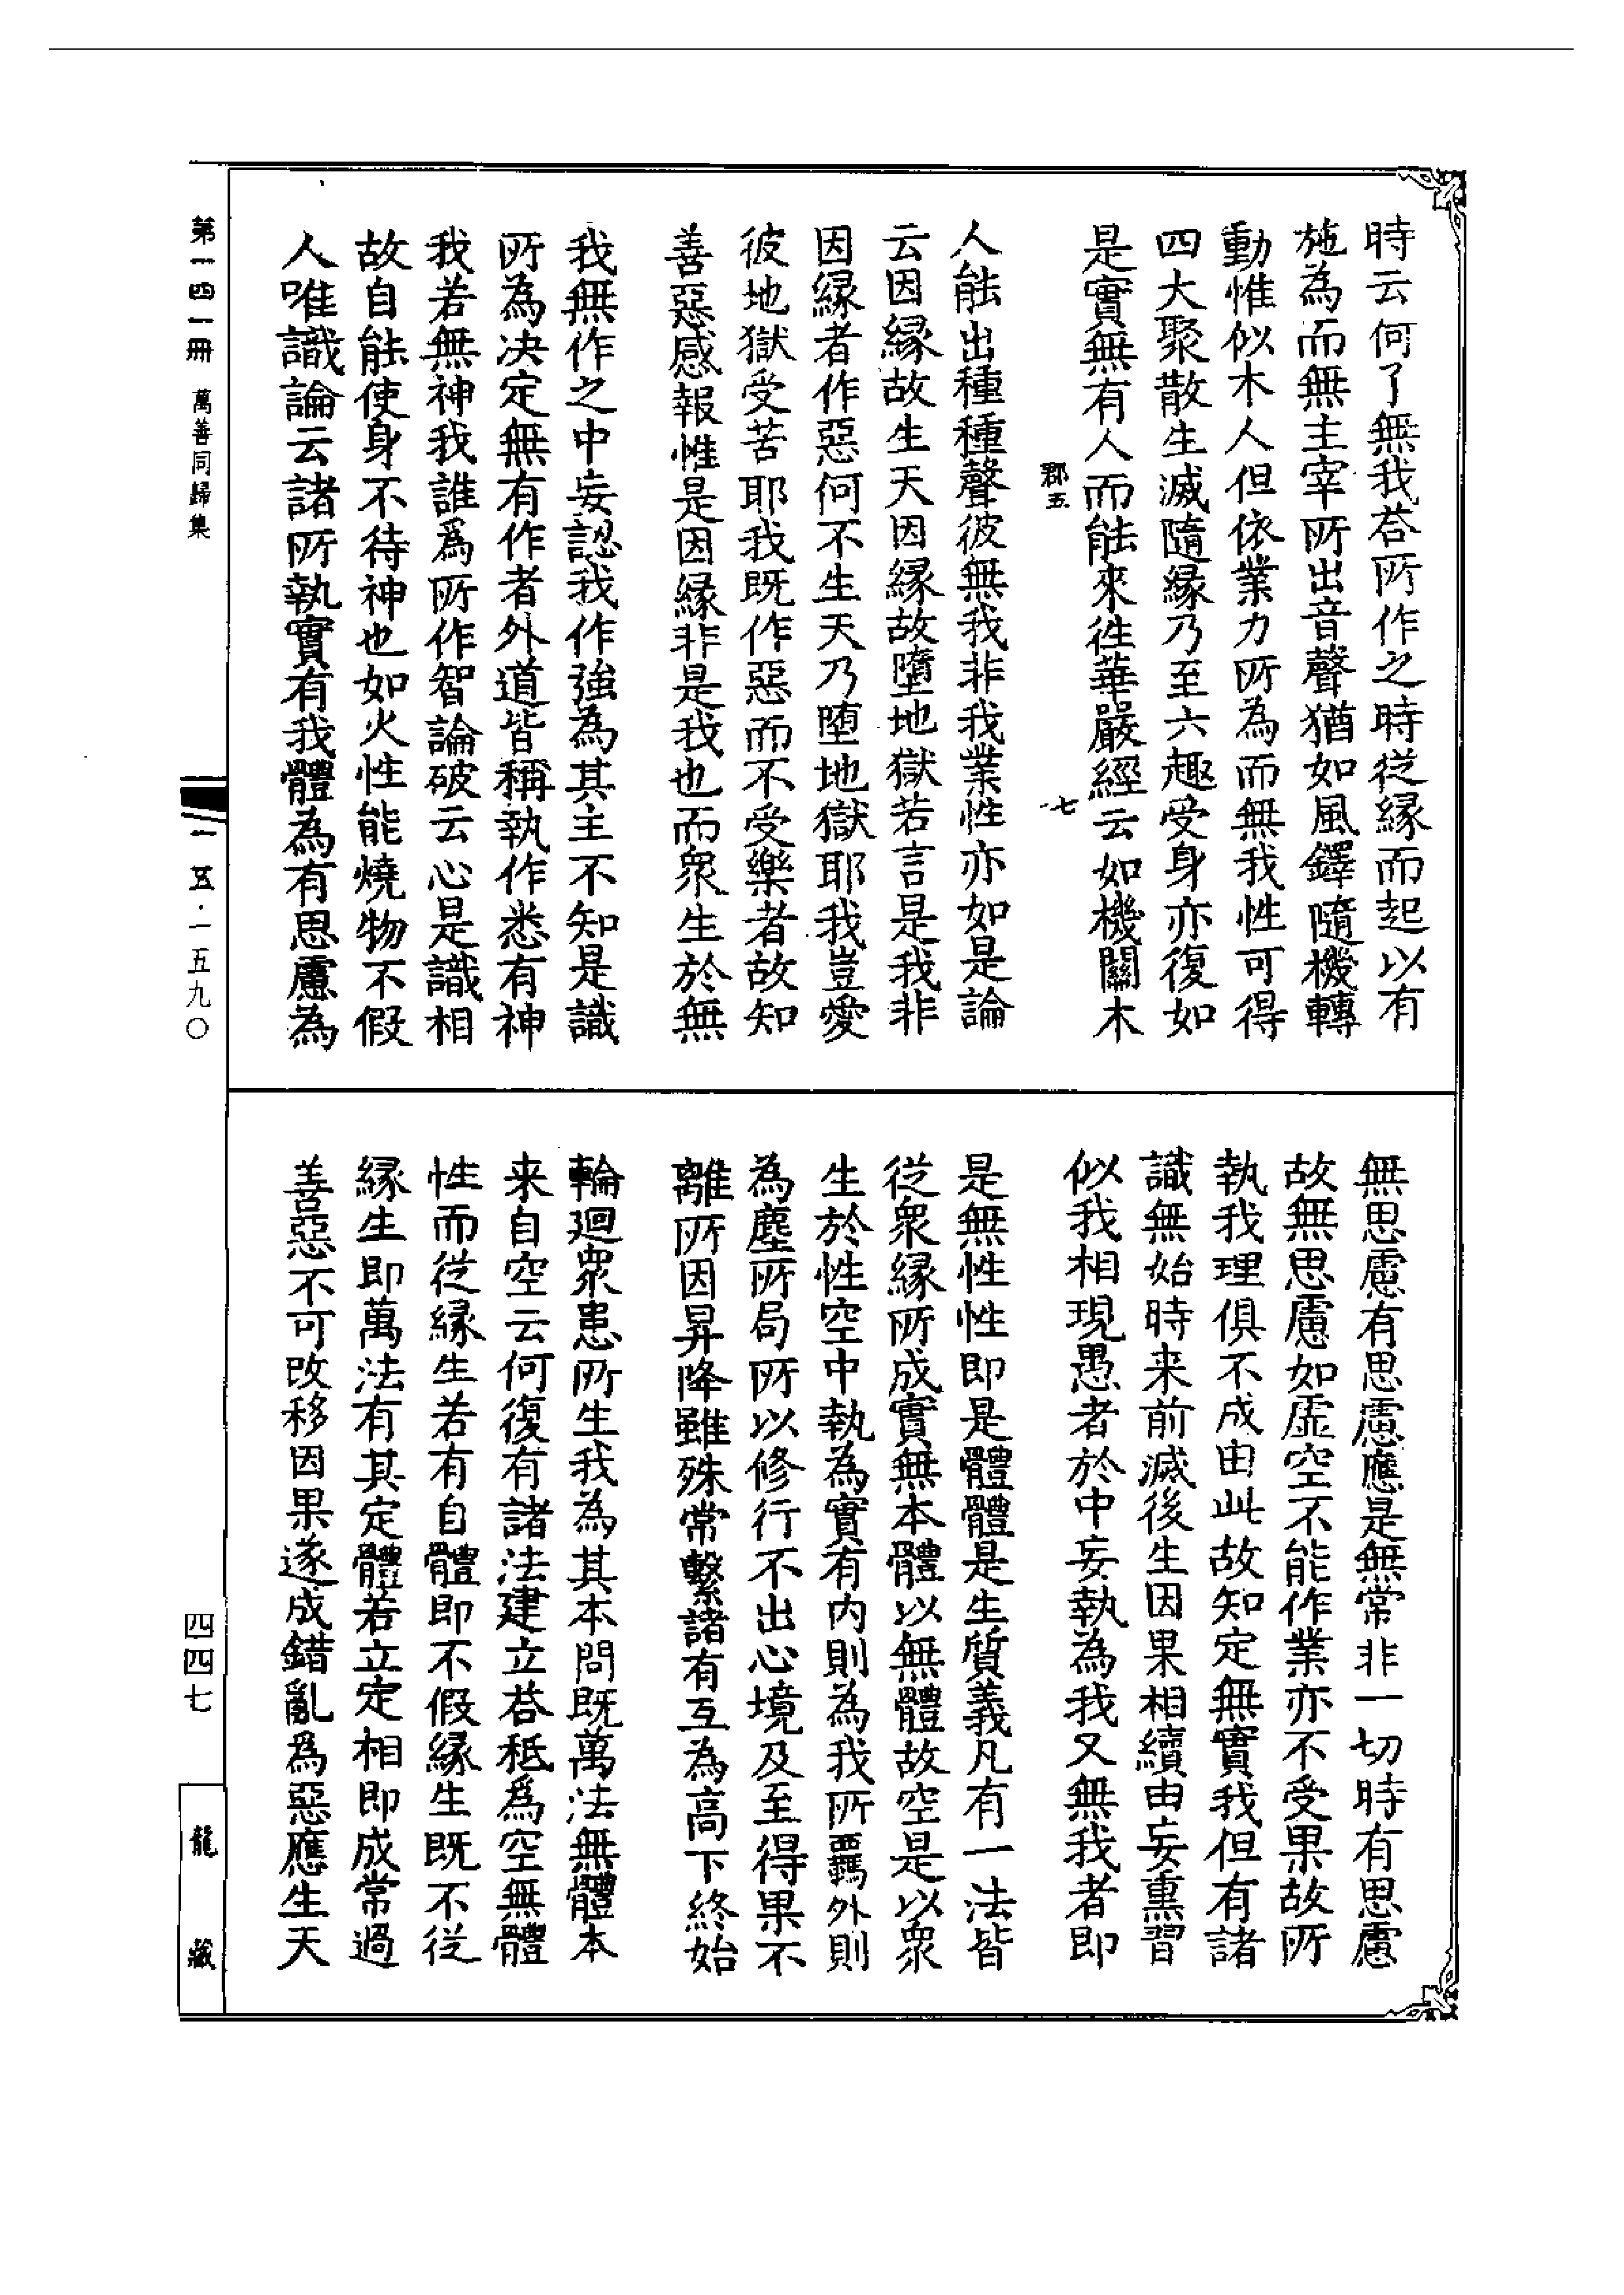 時云何了無我荅所作之時從緣而起以有
施為而無主宰所出音聲猶如風鐸隨機轉
動惟似木人但依業力所為而無我性可得
四大聚散生滅隨緣乃至六趣受身亦復如
是實無有人而能來往華嚴經云如機關木
郡五
七
人能出種種聲彼無我非我業性亦如是論
云因緣故生天因緣故墮地獄若言是我非
因緣者作惡何不生天乃墮地獄耶我豈愛
彼地獄受苦耶我既作惡而不受樂者故知
善惡感報惟是因緣非是我也而衆生於無
我無作之中妄認我作強為其主不知是識
所為決定無有作者外道皆稱執作悉有神
我若無神我誰爲所作智論破云心是識相
故自能使身不待神也如火性能燒物不假
人唯識論云諸所執實有我體為有思慮為
無思慮有思慮應是無常非一切時有思慮
故無思慮如虛空不能作業亦不受果故所
執我理俱不成由此故知定無實我但有諸
識無始時来前滅後生因果相續由妄熏習
似我相現愚者於中妄執為我又無我者即
是無性性即是體體是生質義凡有一法皆
從衆緣所成實無本體以無體故空是以衆
生於性空中執為實有内則為我所羈外則
為塵所局所以修行不出心境及至得果不
離所因昇降雖殊常繫諸有互為高下終始
輪迴衆患所生我為其本問既萬法無體本
来自空云何復有諸法建立荅秖爲空無體
性而從緣生若有自體即不假緣生既不從
緣生即萬法有其定體若立定相即成常過
善惡不可改移因果遂成錯亂爲惡應生天
第一四一冊 萬善同歸集
一五・一五九〇
四四七
龍藏